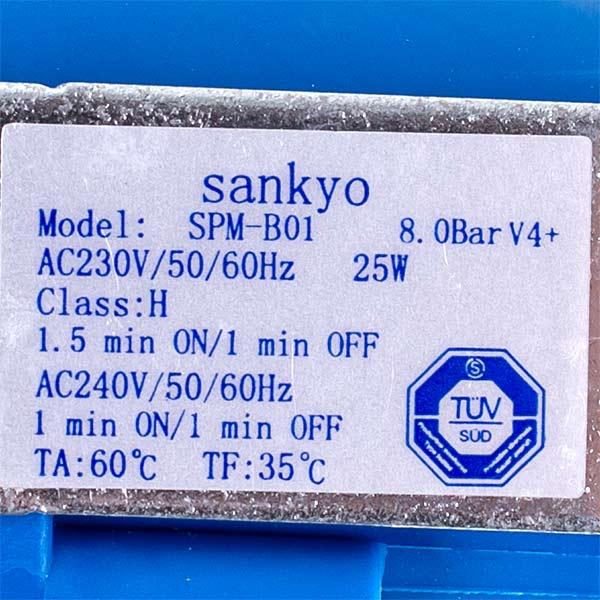 sankyo
Model: SPM-B01 8.0Bar V4+
AC230V/50/60Hz 25W
Class:H
1.5 min ON/1 min OFF
AC240V/50/60Hz
1 min ON/1 min OFF
TA:60℃ TF:35℃
TÜV
SÜD